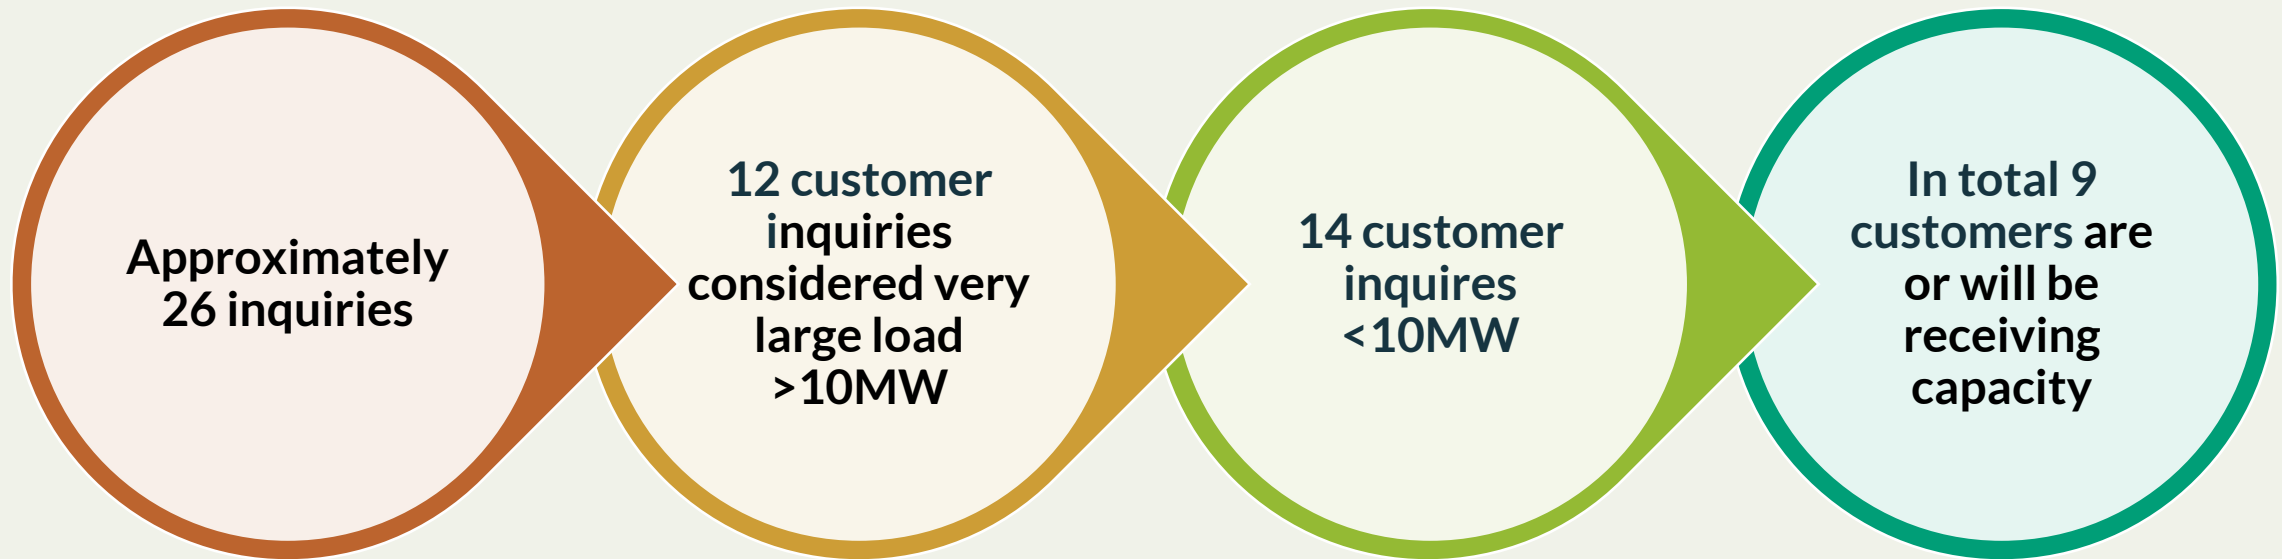 Approximately
26 inquiries
12 customer
inquiries
considered very
large load
>10MW
14 customer
inquires
<10MW
In total 9
customers are
or will be
receiving
capacity